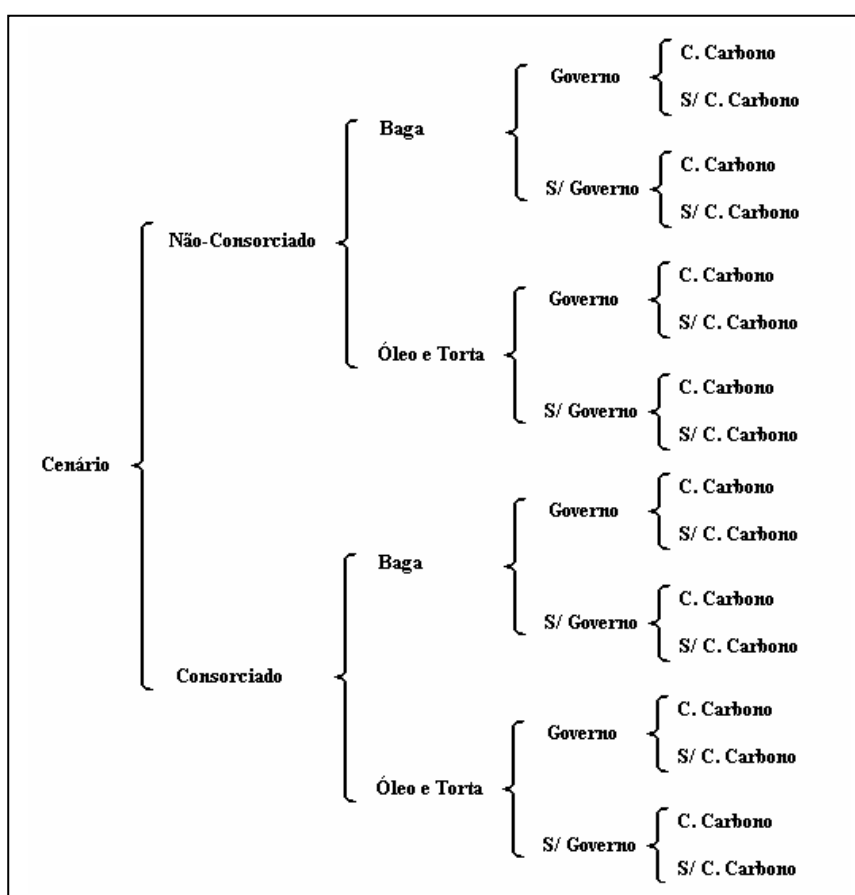 Cenário
Não-Consorciado
Baga
Governo
C. Carbono
S/ C. Carbono
S/ Governo
C. Carbono
S/ C. Carbono
Óleo e Torta
Governo
C. Carbono
S/ C. Carbono
S/ Governo
C. Carbono
S/ C. Carbono
Consorciado
Baga
Governo
C. Carbono
S/ C. Carbono
S/ Governo
C. Carbono
S/ C. Carbono
Óleo e Torta
Governo
C. Carbono
S/ C. Carbono
S/ Governo
C. Carbono
S/ C. Carbono